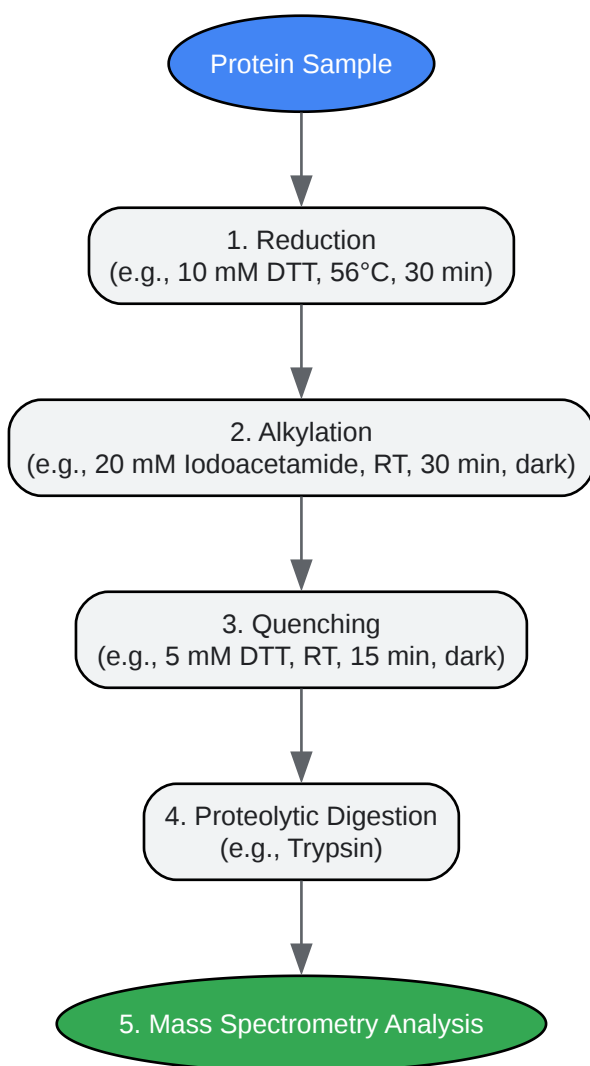 Protein Sample
1. Reduction
(e.g., 10 mM DTT, 56°C, 30 min)
2. Alkylation
(e.g., 20 mM Iodoacetamide, RT, 30 min, dark)
3. Quenching
(e.g., 5 mM DTT, RT, 15 min, dark)
4. Proteolytic Digestion
(e.g., Trypsin)
5. Mass Spectrometry Analysis